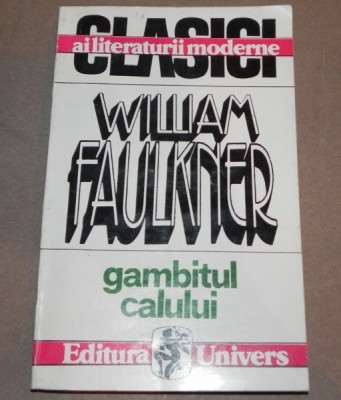 CLASICI
ai literaturii moderne
WILLIAM
FAULKNER
gambitul
calului
Editura Univers